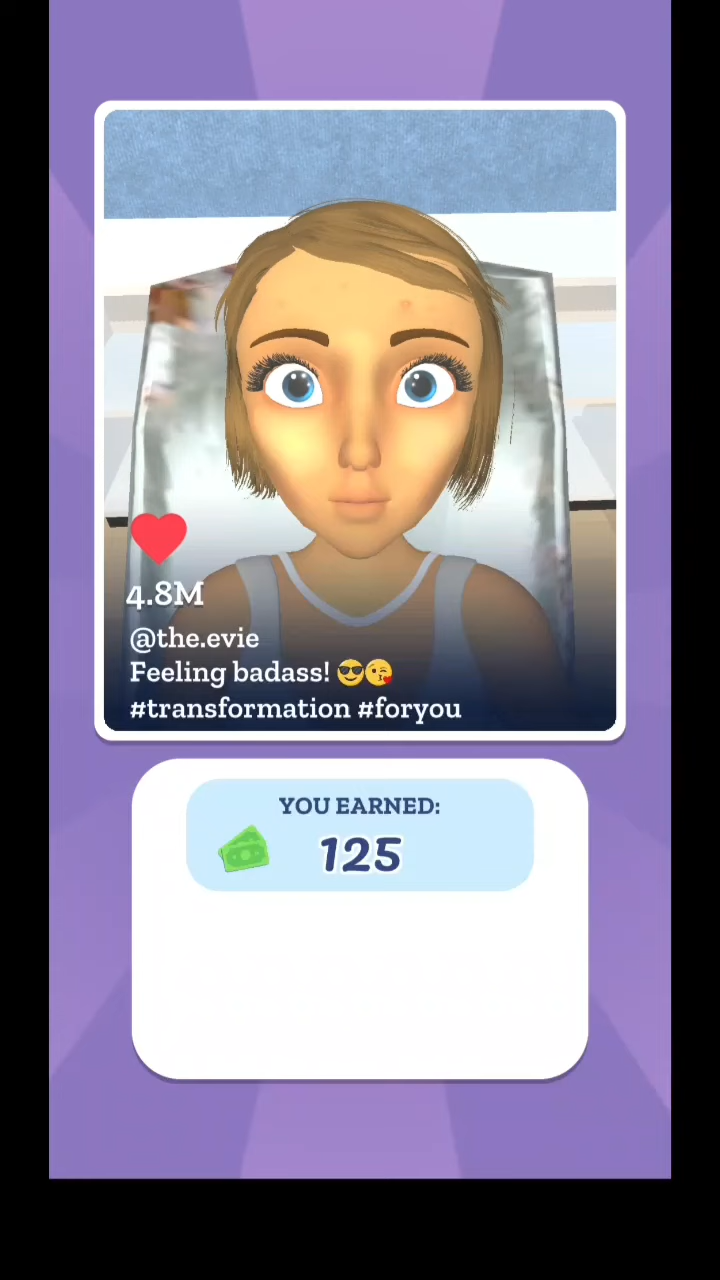 4.8M
@the.evie
Feeling badass! 😎😘
#transformation #foryou
YOU EARNED:
125